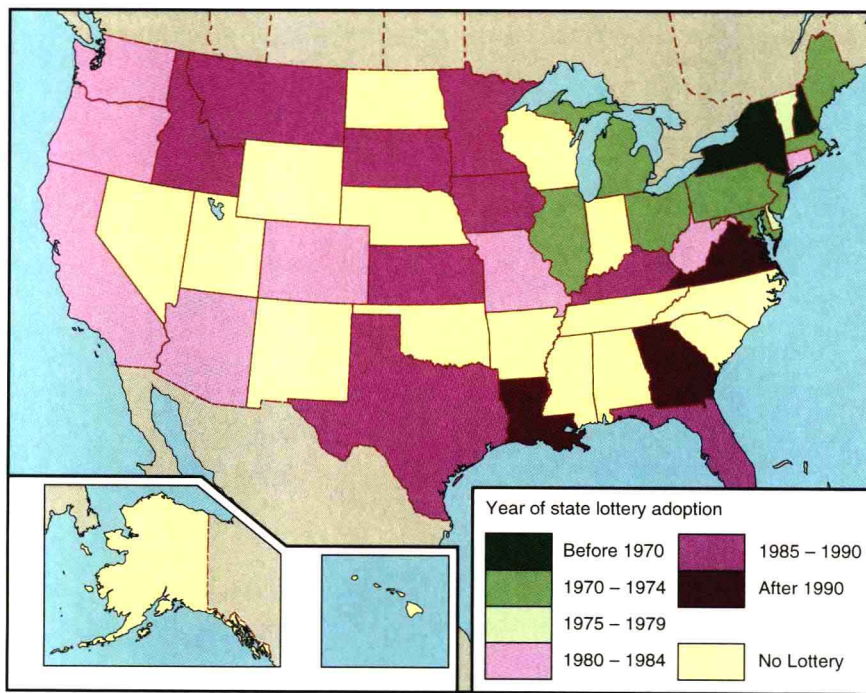 Year of state lottery adoption
Before 1970
1970 – 1974
1975 – 1979
1980 – 1984
1985 – 1990
After 1990
No Lottery